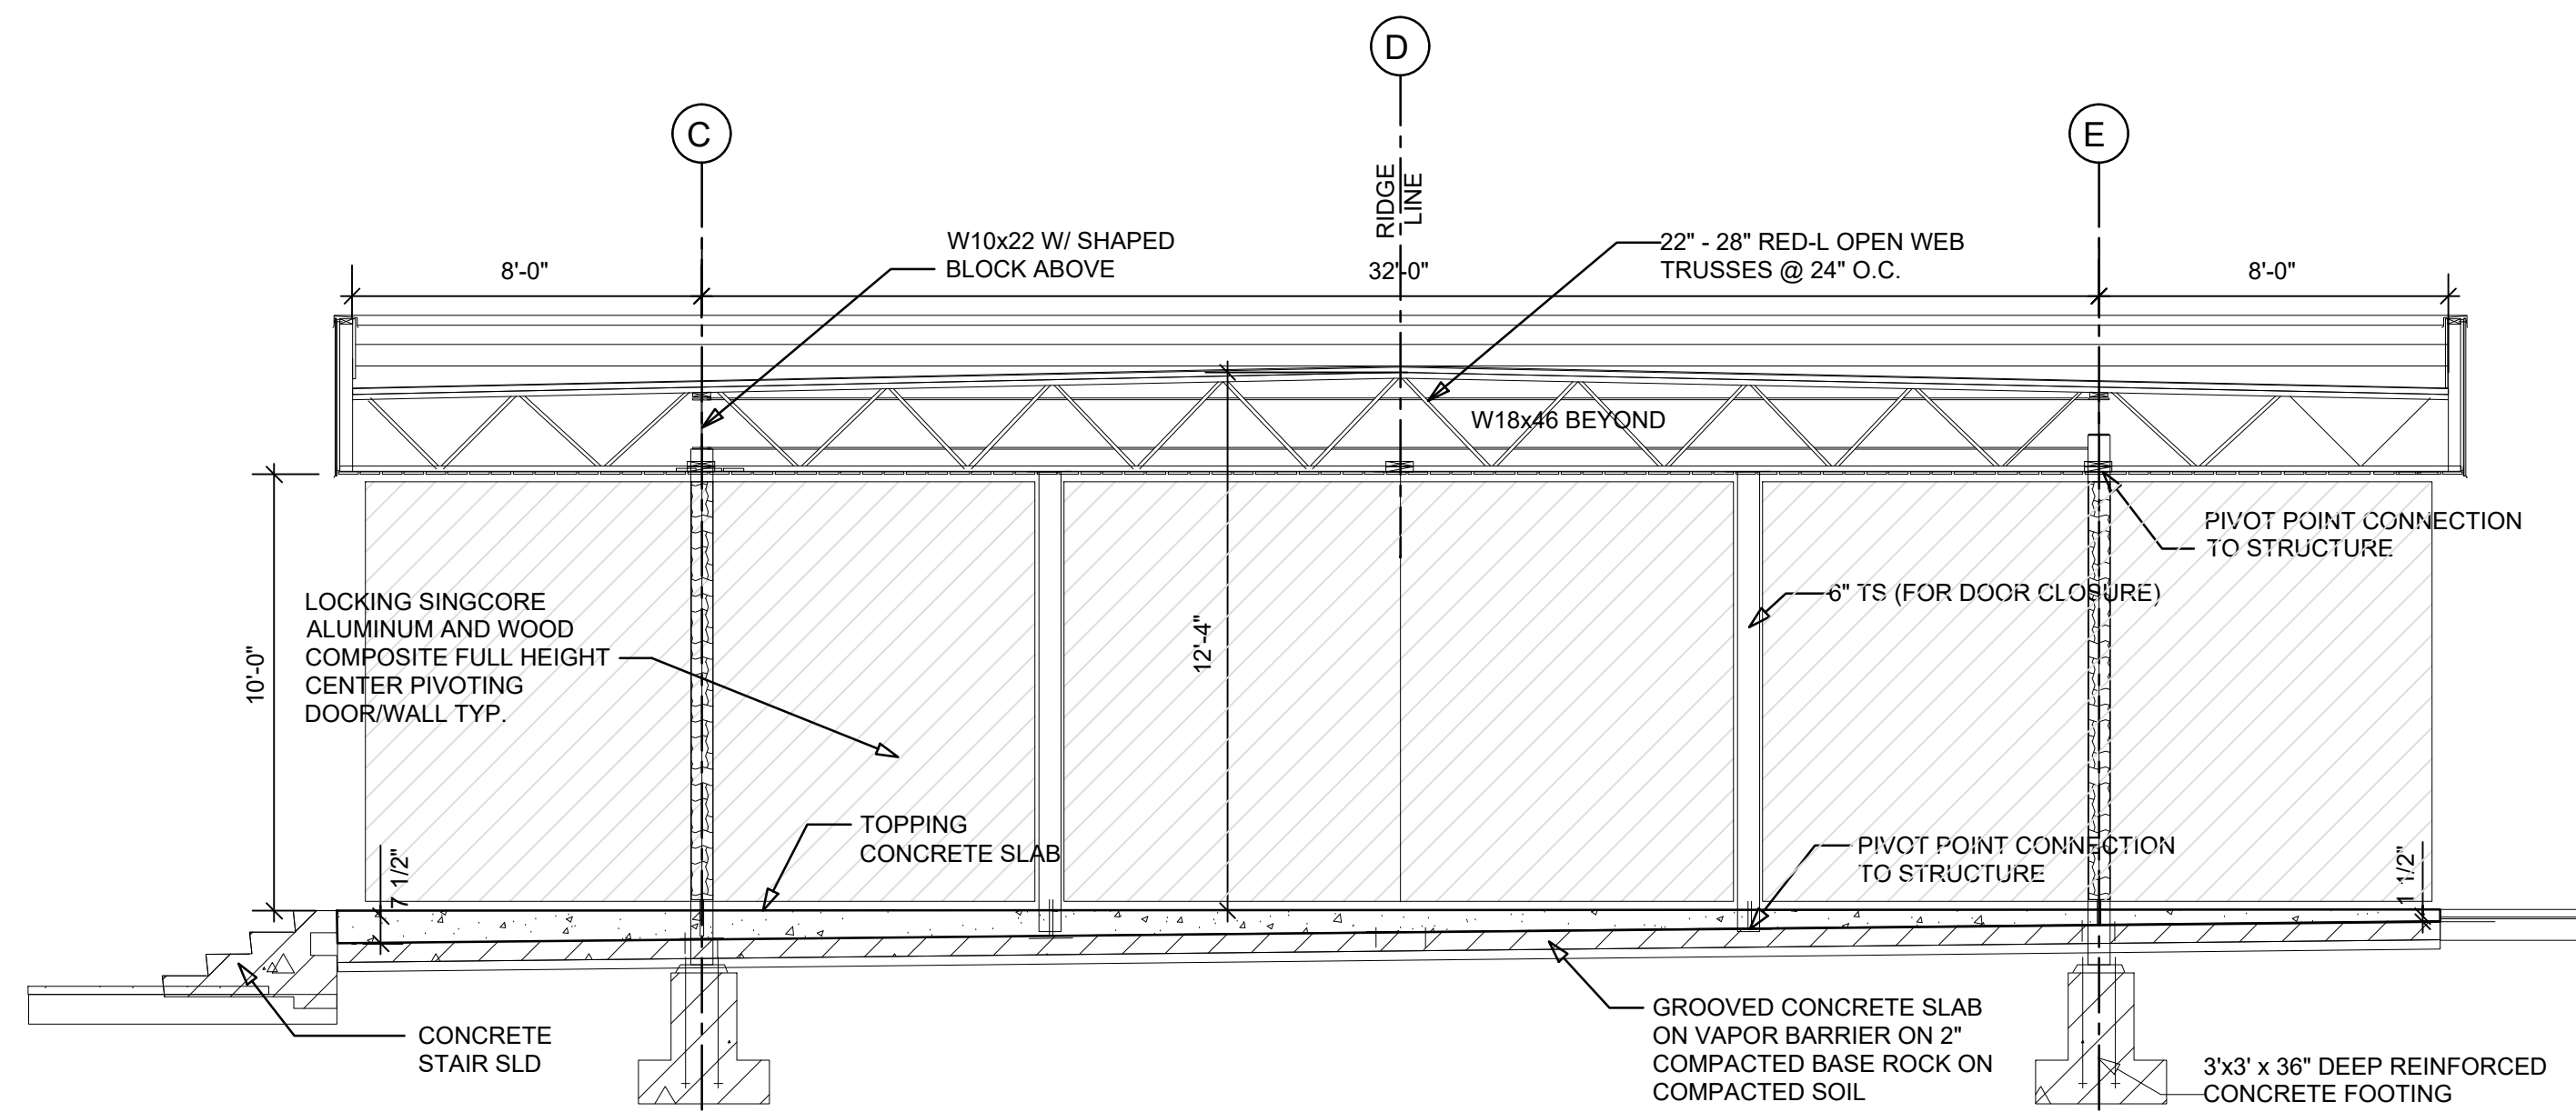 D
C
E
RIDGE
LINE
W10x22 W/ SHAPED
BLOCK ABOVE
22" - 28" RED-L OPEN WEB
TRUSSES @ 24" O.C.
8'-0"
32'-0"
8'-0"
W18x46 BEYOND
PIVOT POINT CONNECTION
TO STRUCTURE
6" TS (FOR DOOR CLOSURE)
LOCKING SINGCORE
ALUMINUM AND WOOD
COMPOSITE FULL HEIGHT
CENTER PIVOTING
DOOR/WALL TYP.
10'-0"
12'-4"
TOPPING
CONCRETE SLAB
PIVOT POINT CONNECTION
TO STRUCTURE
7 1/2"
1 1/2"
CONCRETE
STAIR SLD
GROOVED CONCRETE SLAB
ON VAPOR BARRIER ON 2"
COMPACTED BASE ROCK ON
COMPACTED SOIL
3'x3' x 36" DEEP REINFORCED
CONCRETE FOOTING